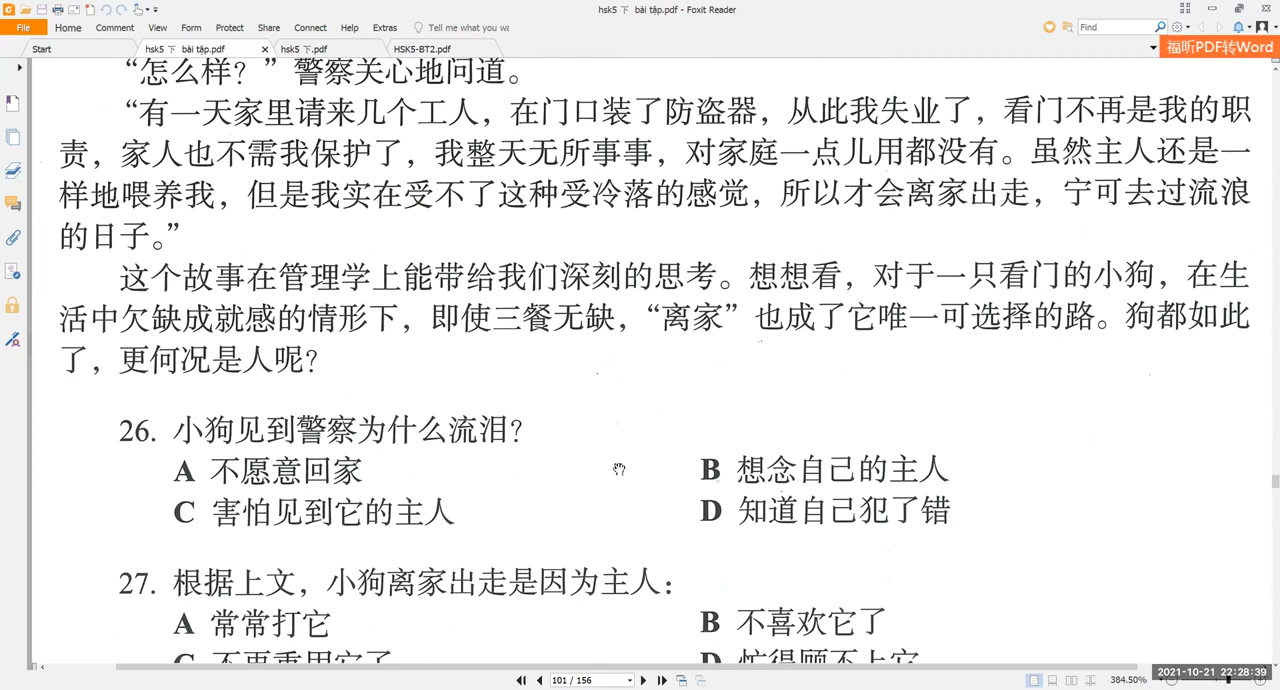 hsk5 下 bài tập.pdf - Foxit Reader
File Home Comment View Form Protect Share Connect Help Extras Tell me what you wa Find
Start hsk5 下 bài tập.pdf hsk5 下.pdf HSK5-BT2.pdf 福昕PDF转Word
“怎么样？”警察关心地问道。
“有一天家里请来几个工人，在门口装了防盗器，从此我失业了，看门不再是我的职
责，家人也不需我保护了，我整天无所事事，对家庭一点儿用都没有。虽然主人还是一
样地喂养我，但是我实在受不了这种受冷落的感觉，所以才会离家出走，宁可去过流浪
的日子。”
这个故事在管理学上能带给我们深刻的思考。想想看，对于一只看门的小狗，在生
活中欠缺成就感的情形下，即使三餐无缺，“离家”也成了它唯一可选择的路。狗都如此
了，更何况是人呢？
26. 小狗见到警察为什么流泪？
A 不愿意回家 B 想念自己的主人
C 害怕见到它的主人 D 知道自己犯了错
27. 根据上文，小狗离家出走是因为主人：
A 常常打它 B 不喜欢它了
C 不再重用它了 D 忙得顾不上它
2021-10-21 22:28:39
101 / 156 384.50%